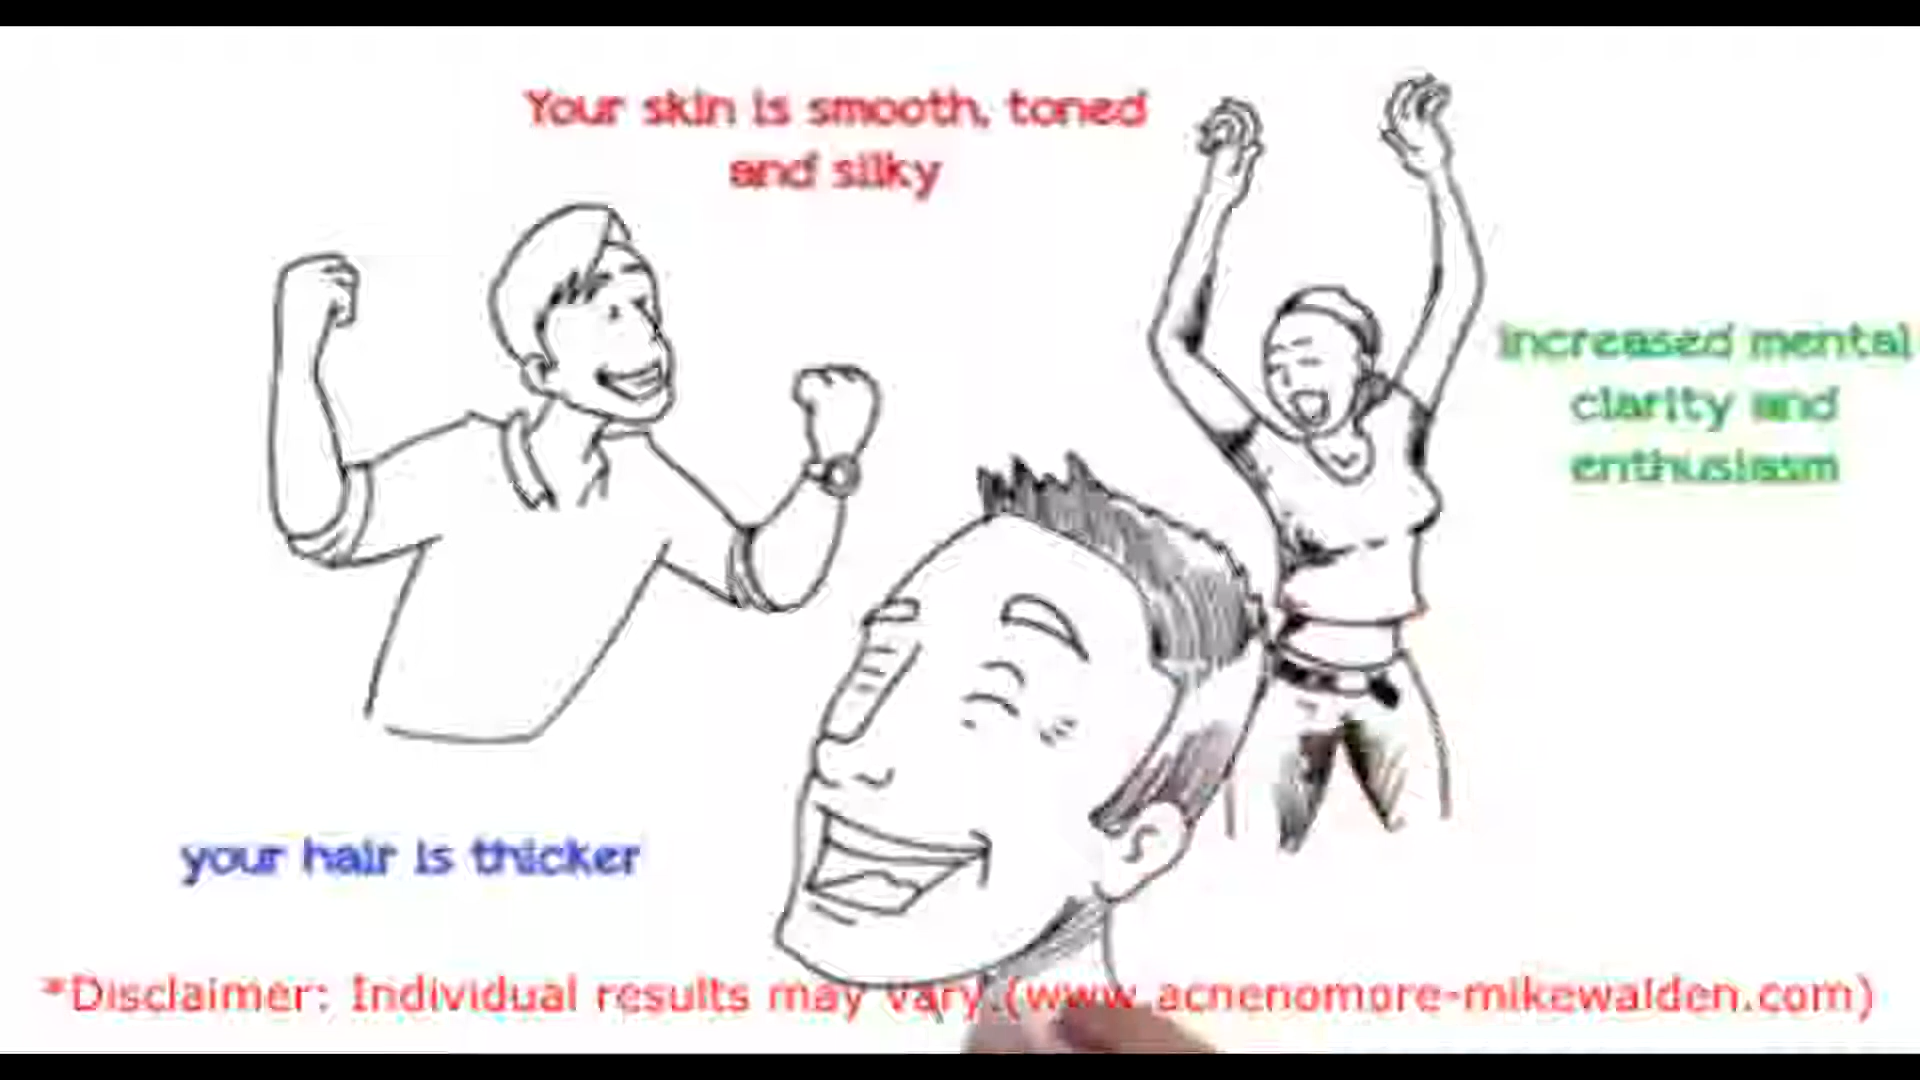 Your skin is smooth, toned
and silky
increased mental
clarity and
enthusiasm
your hair is thicker
*Disclaimer: Individual results may vary.(www.acnenomore-mikewalden.com)